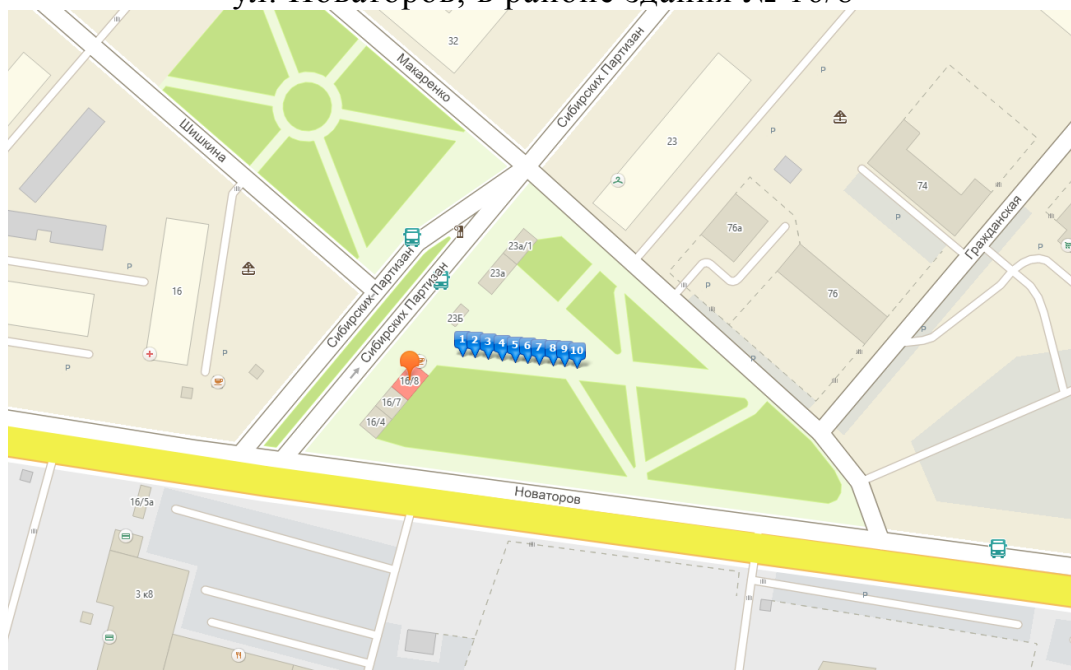 ул. Новаторов, в районе здания № 16/8
32
Макаренко
Сибирских Партизан
Шишкина
23
74
76а
Гражданская
23а/1
23а
76
Сибирских Партизан
Сибирских Партизан
16
23Б
1 2 3 4 5 6 7 8 9 10
16/8
16/7
16/4
Новаторов
16/5а
3 к8
P
P
P
P
P
P
P
P
P
P